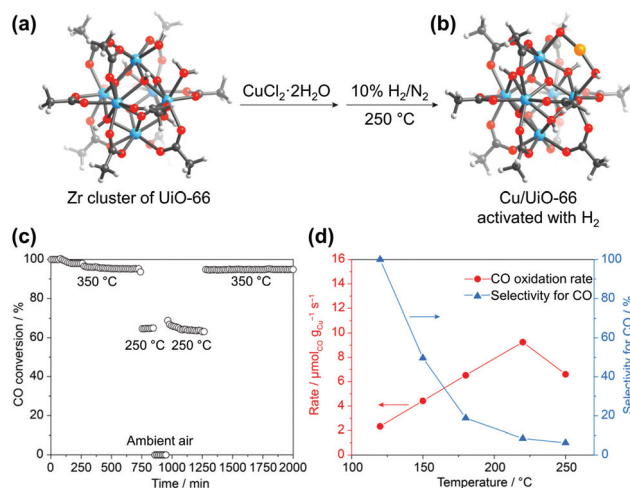 (a)
(b)
CuCl₂·2H₂O
10% H₂/N₂
250 °C
Zr cluster of UiO-66
Cu/UiO-66
activated with H₂
(c)
CO conversion / %
100
80
60
40
20
0
350 °C
350 °C
250 °C
250 °C
Ambient air
0 250 500 750 1000 1250 1500 1750 2000
Time / min
(d)
Rate / μmol_CO g_Cu⁻¹ s⁻¹
16
14
12
10
8
6
4
2
0
CO oxidation rate
Selectivity for CO
100
80
60
40
20
0
Selectivity for CO / %
100 150 200 250
Temperature / °C